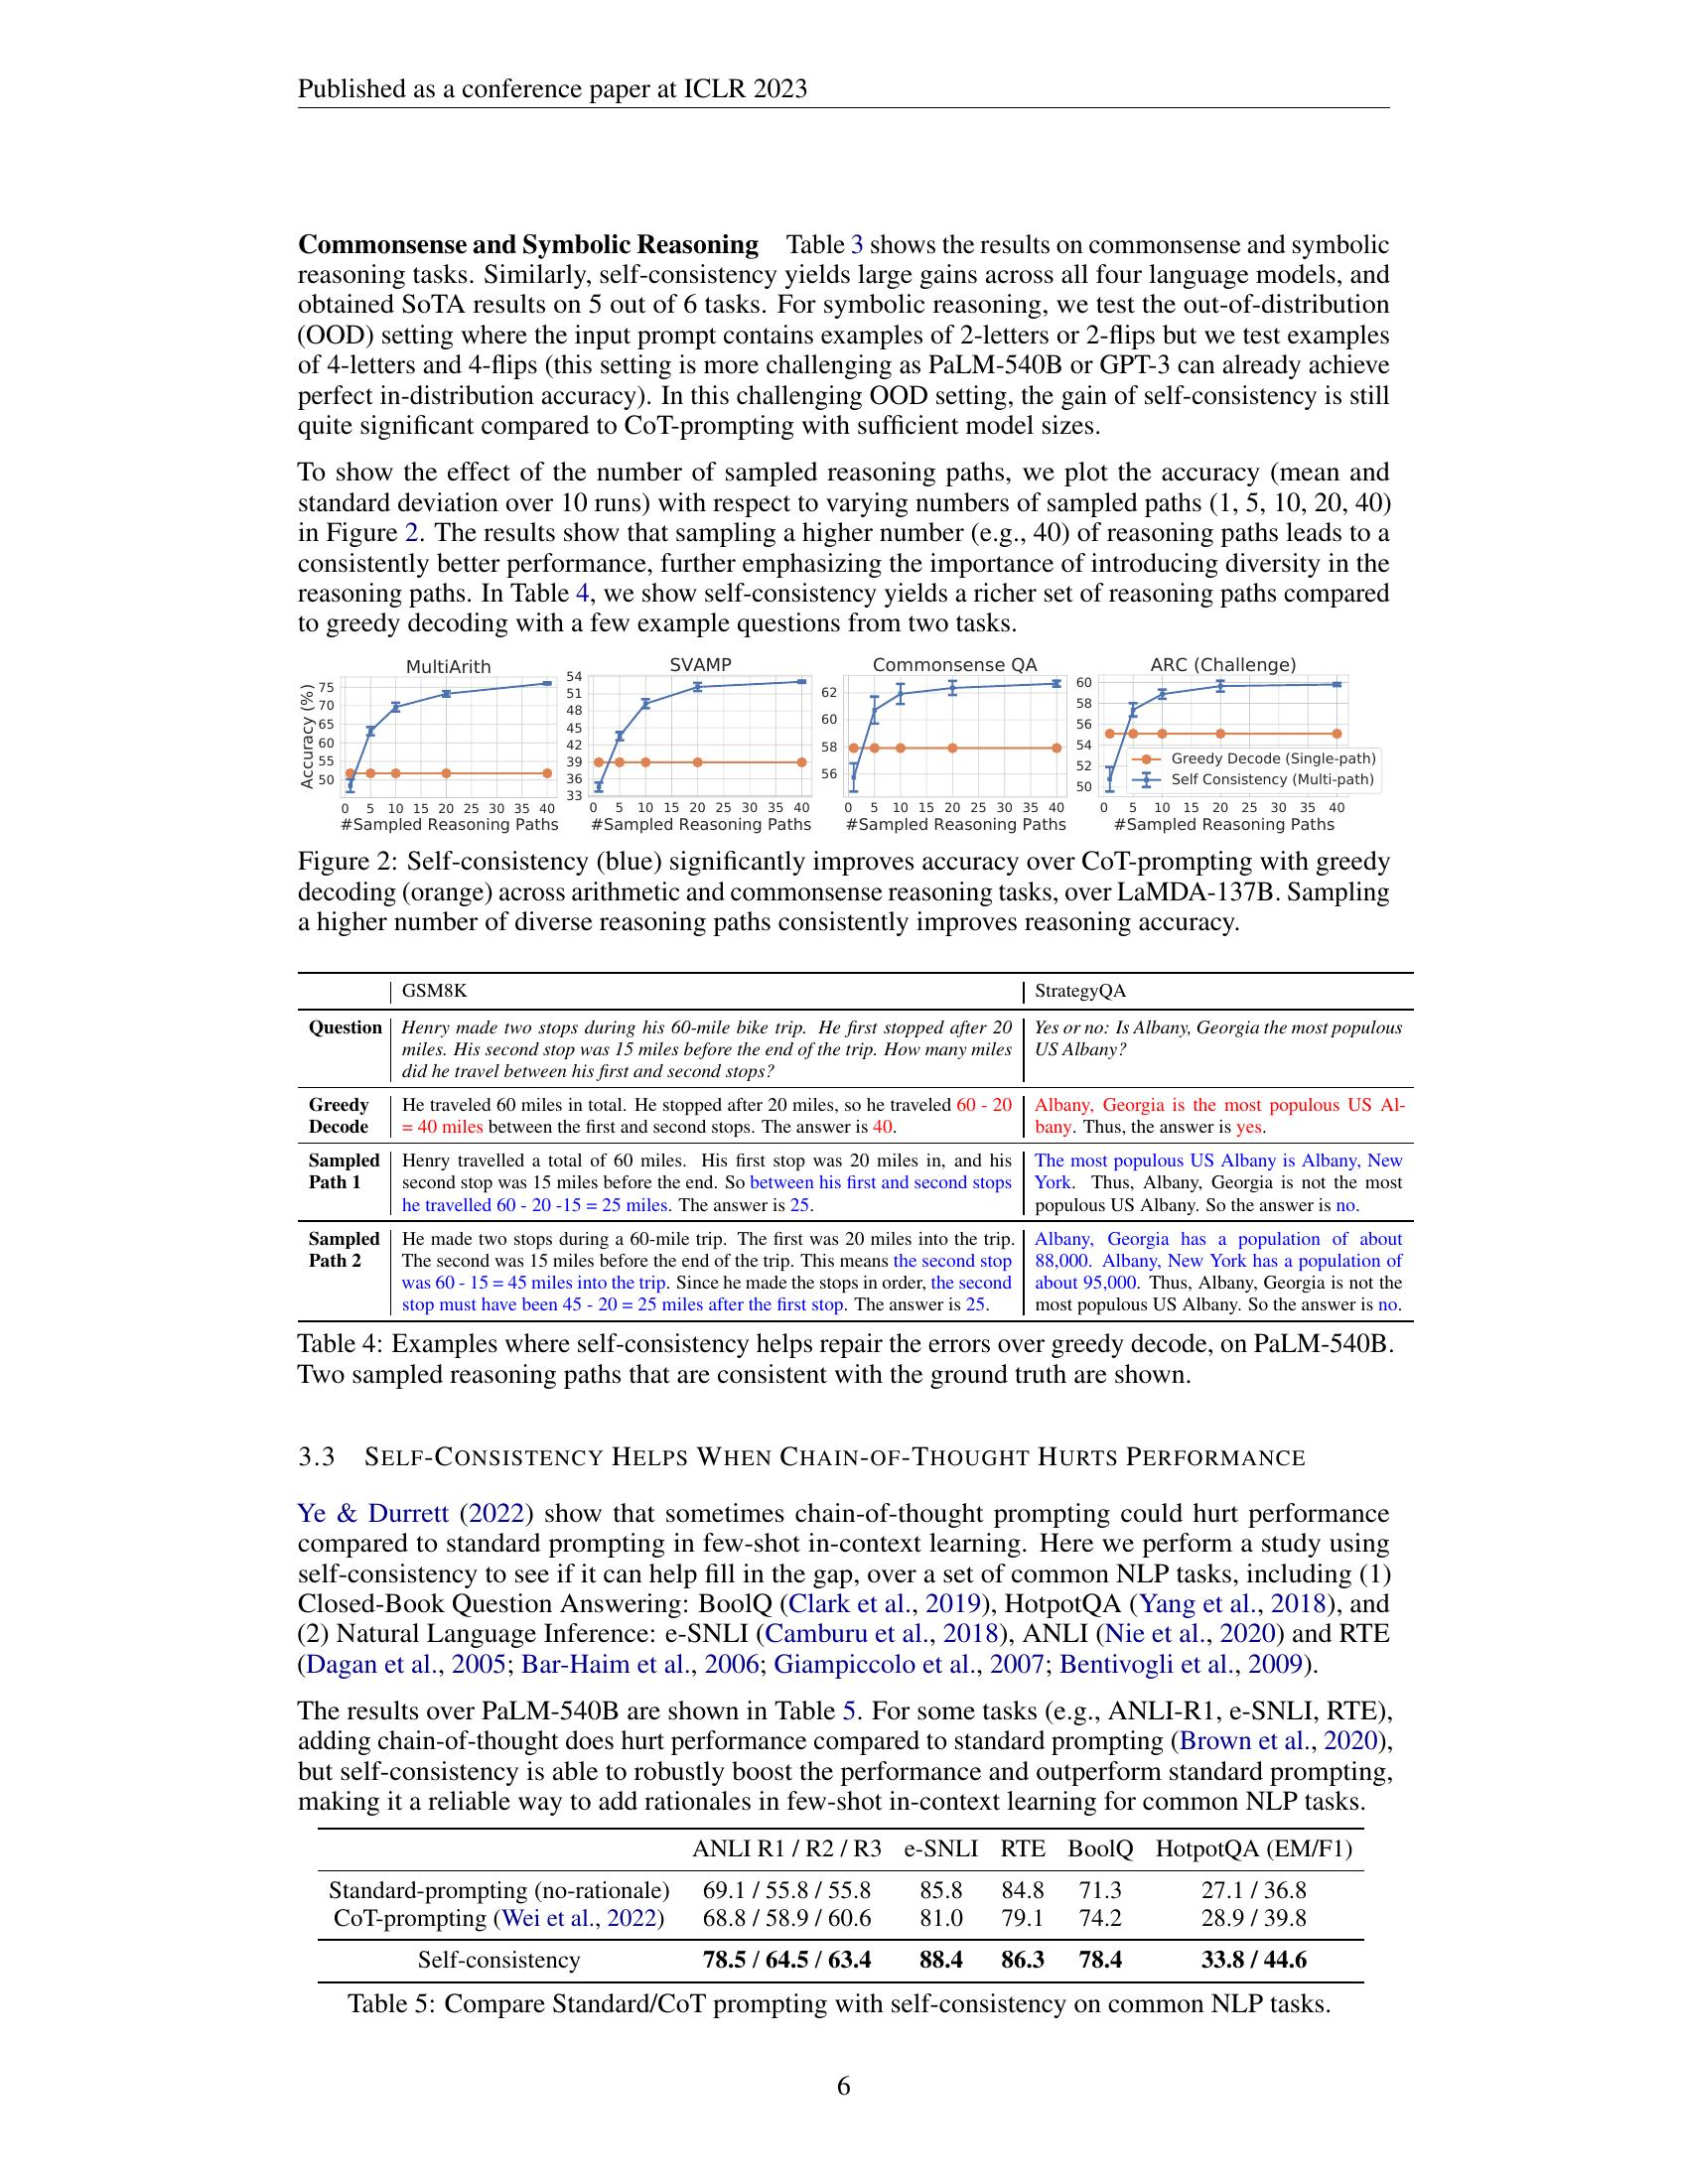 Published as a conference paper at ICLR 2023
Commonsense and Symbolic Reasoning Table 3 shows the results on commonsense and symbolic
reasoning tasks. Similarly, self-consistency yields large gains across all four language models, and
obtained SoTA results on 5 out of 6 tasks. For symbolic reasoning, we test the out-of-distribution
(OOD) setting where the input prompt contains examples of 2-letters or 2-flips but we test examples
of 4-letters and 4-flips (this setting is more challenging as PaLM-540B or GPT-3 can already achieve
perfect in-distribution accuracy). In this challenging OOD setting, the gain of self-consistency is still
quite significant compared to CoT-prompting with sufficient model sizes.
To show the effect of the number of sampled reasoning paths, we plot the accuracy (mean and
standard deviation over 10 runs) with respect to varying numbers of sampled paths (1, 5, 10, 20, 40)
in Figure 2. The results show that sampling a higher number (e.g., 40) of reasoning paths leads to a
consistently better performance, further emphasizing the importance of introducing diversity in the
reasoning paths. In Table 4, we show self-consistency yields a richer set of reasoning paths compared
to greedy decoding with a few example questions from two tasks.
MultiArith
Accuracy (%)
75
70
65
60
55
50
0 5 10 15 20 25 30 35 40
#Sampled Reasoning Paths
SVAMP
54
51
48
45
42
39
36
33
0 5 10 15 20 25 30 35 40
#Sampled Reasoning Paths
Commonsense QA
62
60
58
56
0 5 10 15 20 25 30 35 40
#Sampled Reasoning Paths
ARC (Challenge)
60
58
56
54
52
50
Greedy Decode (Single-path)
Self Consistency (Multi-path)
0 5 10 15 20 25 30 35 40
#Sampled Reasoning Paths
Figure 2: Self-consistency (blue) significantly improves accuracy over CoT-prompting with greedy
decoding (orange) across arithmetic and commonsense reasoning tasks, over LaMDA-137B. Sampling
a higher number of diverse reasoning paths consistently improves reasoning accuracy.
GSM8K StrategyQA
Question
Henry made two stops during his 60-mile bike trip. He first stopped after 20
miles. His second stop was 15 miles before the end of the trip. How many miles
did he travel between his first and second stops?
Yes or no: Is Albany, Georgia the most populous
US Albany?
Greedy
Decode
He traveled 60 miles in total. He stopped after 20 miles, so he traveled 60 - 20
= 40 miles between the first and second stops. The answer is 40.
Albany, Georgia is the most populous US Al-
bany. Thus, the answer is yes.
Sampled
Path 1
Henry travelled a total of 60 miles. His first stop was 20 miles in, and his
second stop was 15 miles before the end. So between his first and second stops
he travelled 60 - 20 -15 = 25 miles. The answer is 25.
The most populous US Albany is Albany, New
York. Thus, Albany, Georgia is not the most
populous US Albany. So the answer is no.
Sampled
Path 2
He made two stops during a 60-mile trip. The first was 20 miles into the trip.
The second was 15 miles before the end of the trip. This means the second stop
was 60 - 15 = 45 miles into the trip. Since he made the stops in order, the second
stop must have been 45 - 20 = 25 miles after the first stop. The answer is 25.
Albany, Georgia has a population of about
88,000. Albany, New York has a population of
about 95,000. Thus, Albany, Georgia is not the
most populous US Albany. So the answer is no.
Table 4: Examples where self-consistency helps repair the errors over greedy decode, on PaLM-540B.
Two sampled reasoning paths that are consistent with the ground truth are shown.
3.3 SELF-CONSISTENCY HELPS WHEN CHAIN-OF-THOUGHT HURTS PERFORMANCE
Ye & Durrett (2022) show that sometimes chain-of-thought prompting could hurt performance
compared to standard prompting in few-shot in-context learning. Here we perform a study using
self-consistency to see if it can help fill in the gap, over a set of common NLP tasks, including (1)
Closed-Book Question Answering: BoolQ (Clark et al., 2019), HotpotQA (Yang et al., 2018), and
(2) Natural Language Inference: e-SNLI (Camburu et al., 2018), ANLI (Nie et al., 2020) and RTE
(Dagan et al., 2005; Bar-Haim et al., 2006; Giampiccolo et al., 2007; Bentivogli et al., 2009).
The results over PaLM-540B are shown in Table 5. For some tasks (e.g., ANLI-R1, e-SNLI, RTE),
adding chain-of-thought does hurt performance compared to standard prompting (Brown et al., 2020),
but self-consistency is able to robustly boost the performance and outperform standard prompting,
making it a reliable way to add rationales in few-shot in-context learning for common NLP tasks.
ANLI R1 / R2 / R3 e-SNLI RTE BoolQ HotpotQA (EM/F1)
Standard-prompting (no-rationale) 69.1 / 55.8 / 55.8 85.8 84.8 71.3 27.1 / 36.8
CoT-prompting (Wei et al., 2022) 68.8 / 58.9 / 60.6 81.0 79.1 74.2 28.9 / 39.8
Self-consistency 78.5 / 64.5 / 63.4 88.4 86.3 78.4 33.8 / 44.6
Table 5: Compare Standard/CoT prompting with self-consistency on common NLP tasks.
6